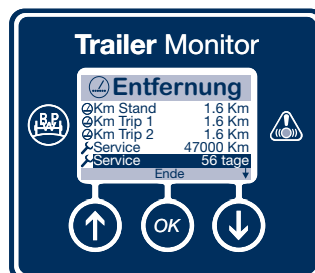 Trailer Monitor
Entfernung
Km Stand 1.6 Km
Km Trip 1 1.6 Km
Km Trip 2 1.6 Km
Service 47000 Km
Service 56 tage
Ende
BPW
OK